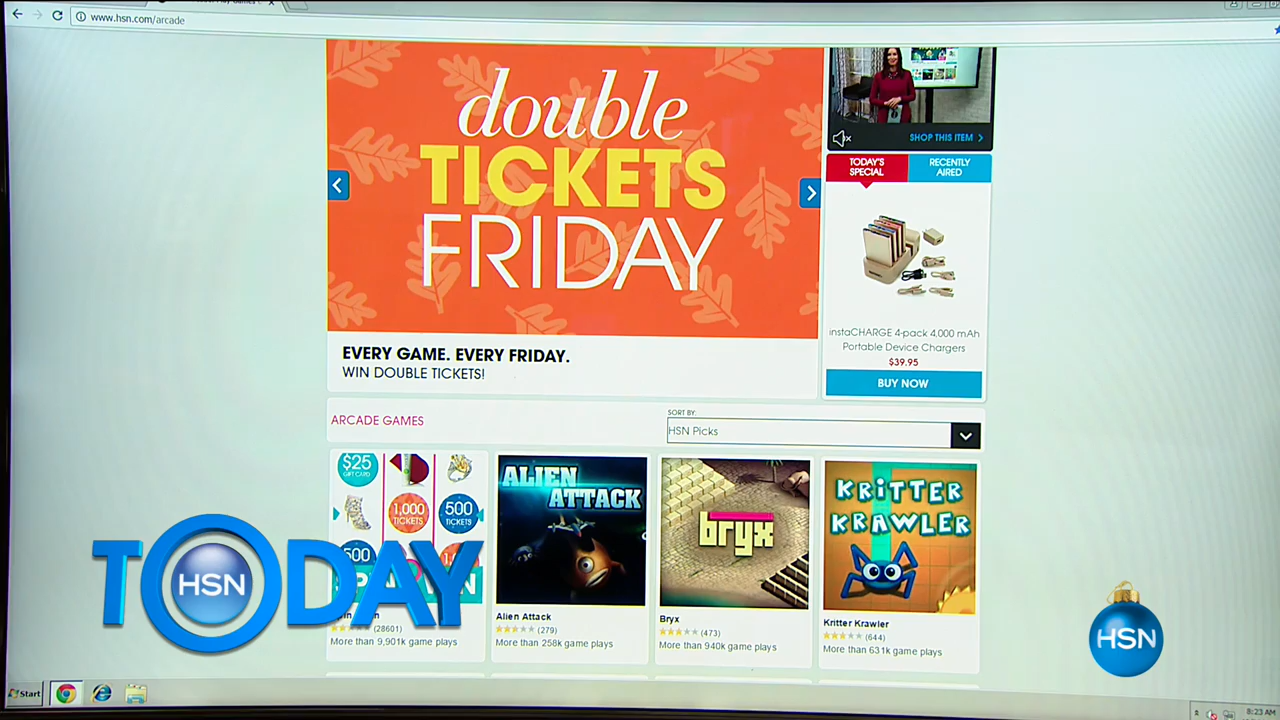 www.hsn.com/arcade
double
TICKETS
FRIDAY
EVERY GAME. EVERY FRIDAY.
WIN DOUBLE TICKETS!
SHOP THIS ITEM
TODAY'S SPECIAL
RECENTLY AIRED
instaCHARGE 4-pack 4,000 mAh
Portable Device Chargers
$39.95
BUY NOW
ARCADE GAMES
SORT BY:
HSN Picks
$25
GIFT CARD
1,000
TICKETS
500
TICKETS
500
(28601)
More than 9,901k game plays
ALIEN
ATTACK
Alien Attack
(279)
More than 258k game plays
bryx
Bryx
(473)
More than 940k game plays
KRiTTER
KRAWLER
Kritter Krawler
(644)
More than 631k game plays
TODAY
HSN
HSN
Start
8:23 AM